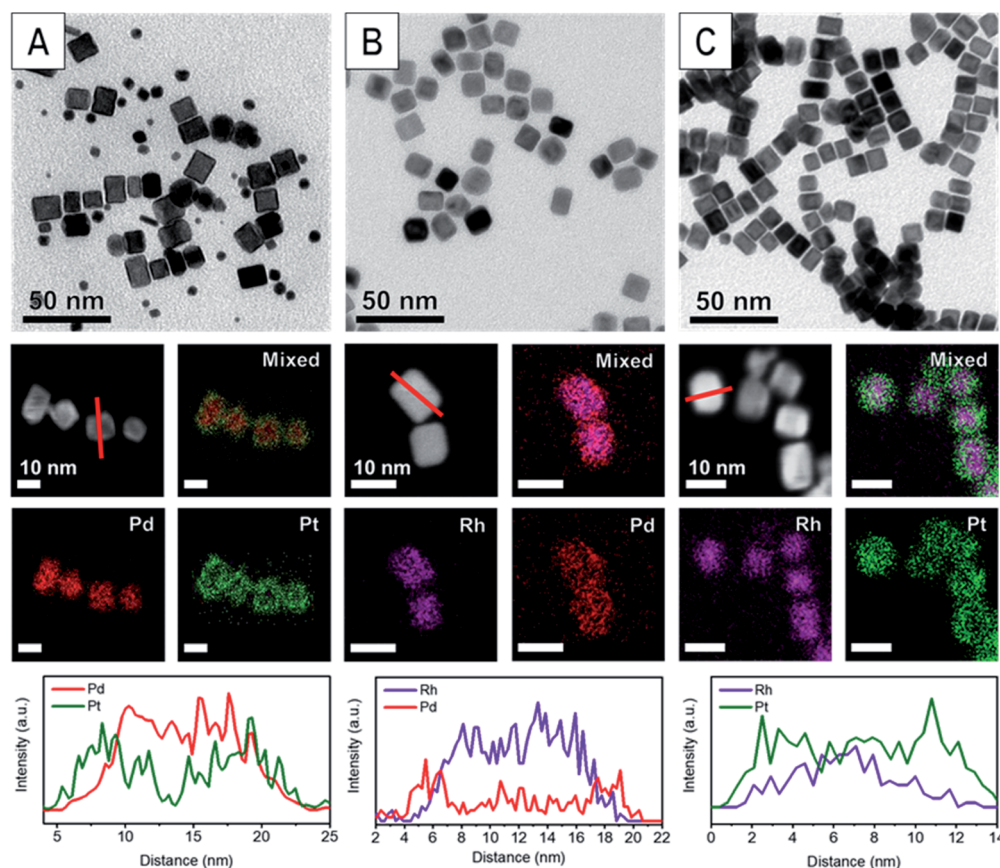 A
B
C
50 nm
50 nm
50 nm
10 nm
Mixed
10 nm
Mixed
10 nm
Mixed
Pd
Pt
Rh
Pd
Rh
Pt
Intensity (a.u.)
Pd
Pt
5 10 15 20 25
Distance (nm)
Intensity (a.u.)
Rh
Pd
2 4 6 8 10 12 14 16 18 20 22
Distance (nm)
Intensity (a.u.)
Rh
Pt
0 2 4 6 8 10 12 14
Distance (nm)